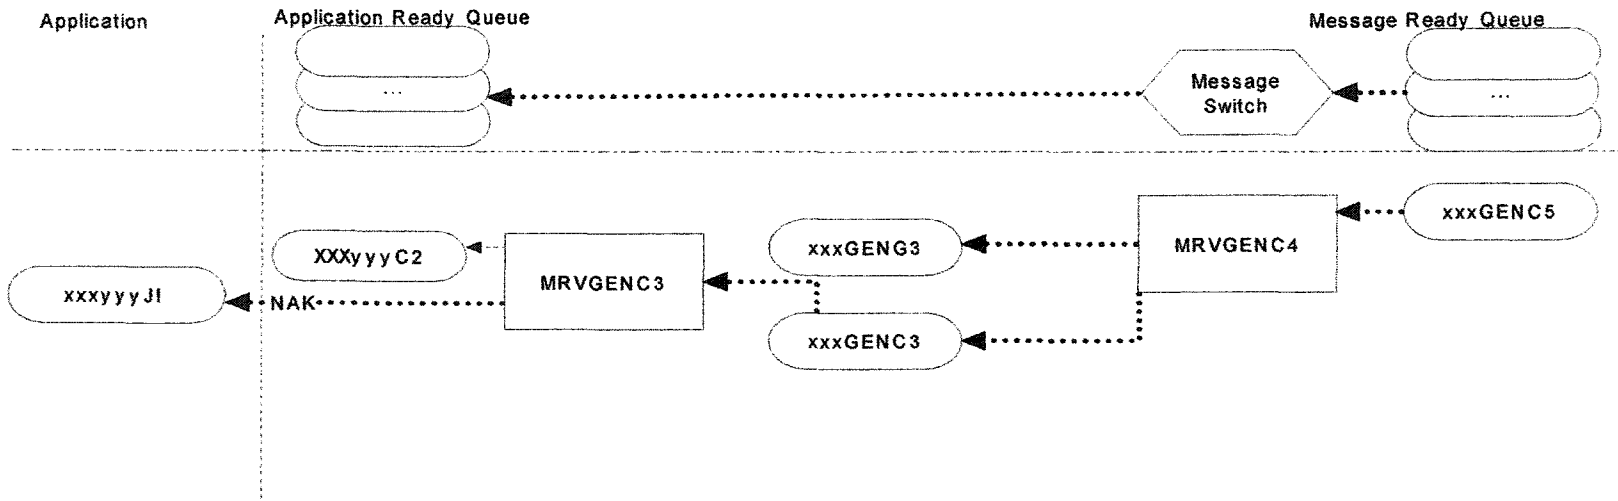 Application
Application Ready Queue
Message Ready Queue
...
Message
Switch
...
xxxGENC5
XXXyyyC2
MRVGENC3
xxxGENG3
MRVGENC4
xxxyyyJI
NAK
xxxGENC3